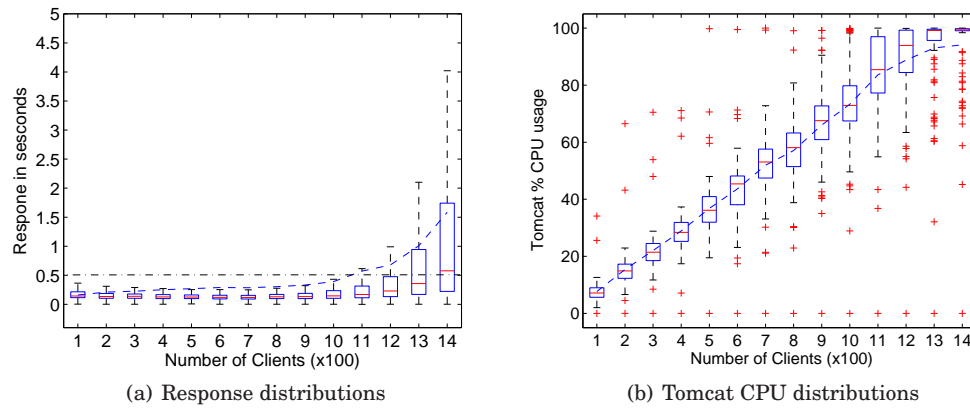 5
4.5
4
3.5
3
2.5
2
1.5
1
0.5
0
Respone in sesconds
1 2 3 4 5 6 7 8 9 10 11 12 13 14
Number of Clients (x100)
(a) Response distributions
100
80
60
40
20
0
Tomcat % CPU usage
1 2 3 4 5 6 7 8 9 10 11 12 13 14
Number of Clients (x100)
(b) Tomcat CPU distributions